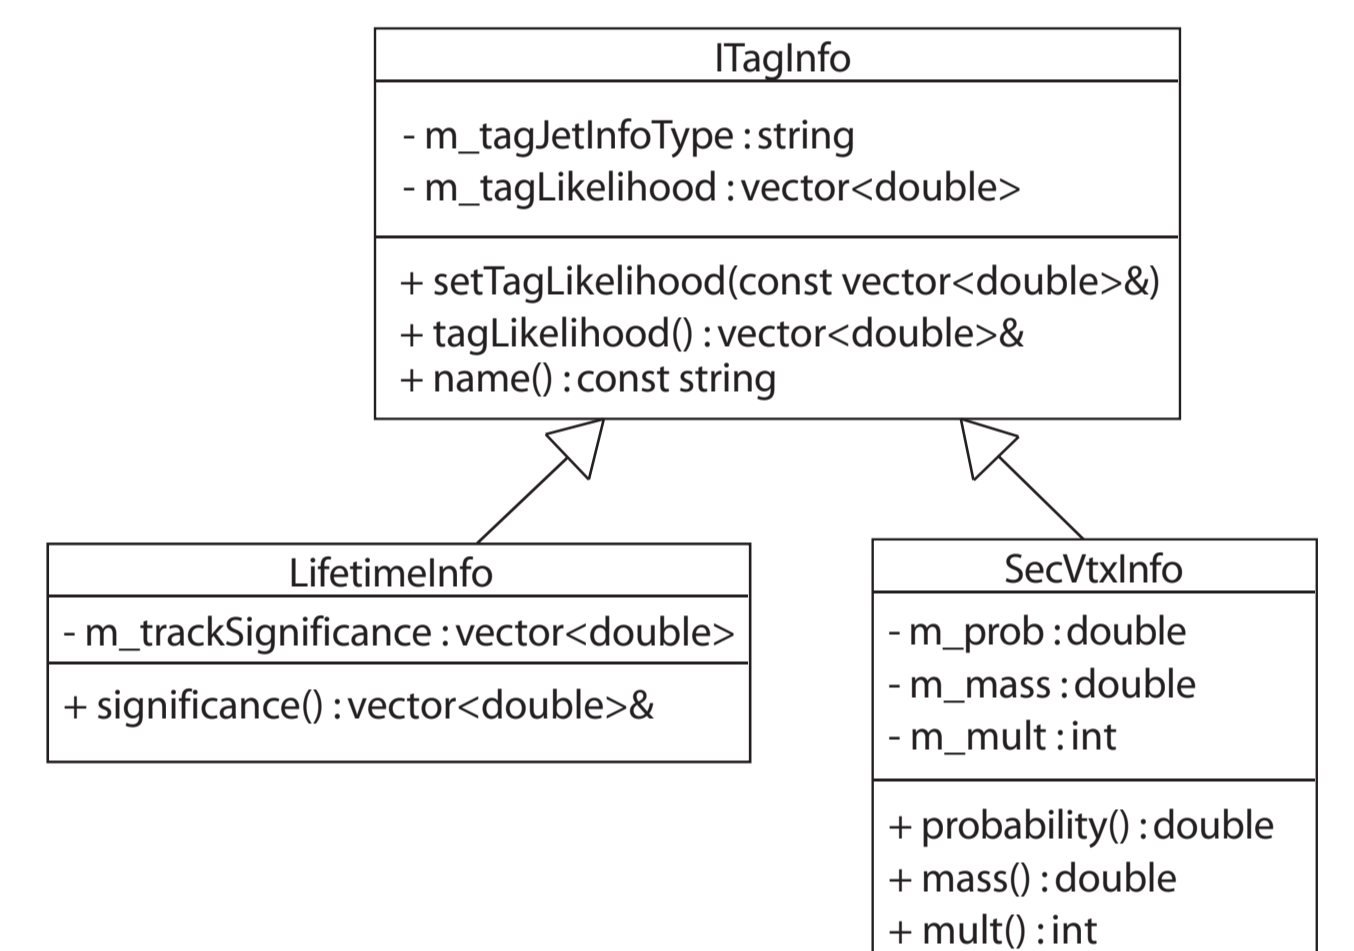 ITagInfo
- m_tagJetInfoType : string
- m_tagLikelihood : vector<double>
+ setTagLikelihood(const vector<double>&)
+ tagLikelihood() : vector<double>&
+ name() : const string
LifetimeInfo
- m_trackSignificance : vector<double>
+ significance() : vector<double>&
SecVtxInfo
- m_prob : double
- m_mass : double
- m_mult : int
+ probability() : double
+ mass() : double
+ mult() : int